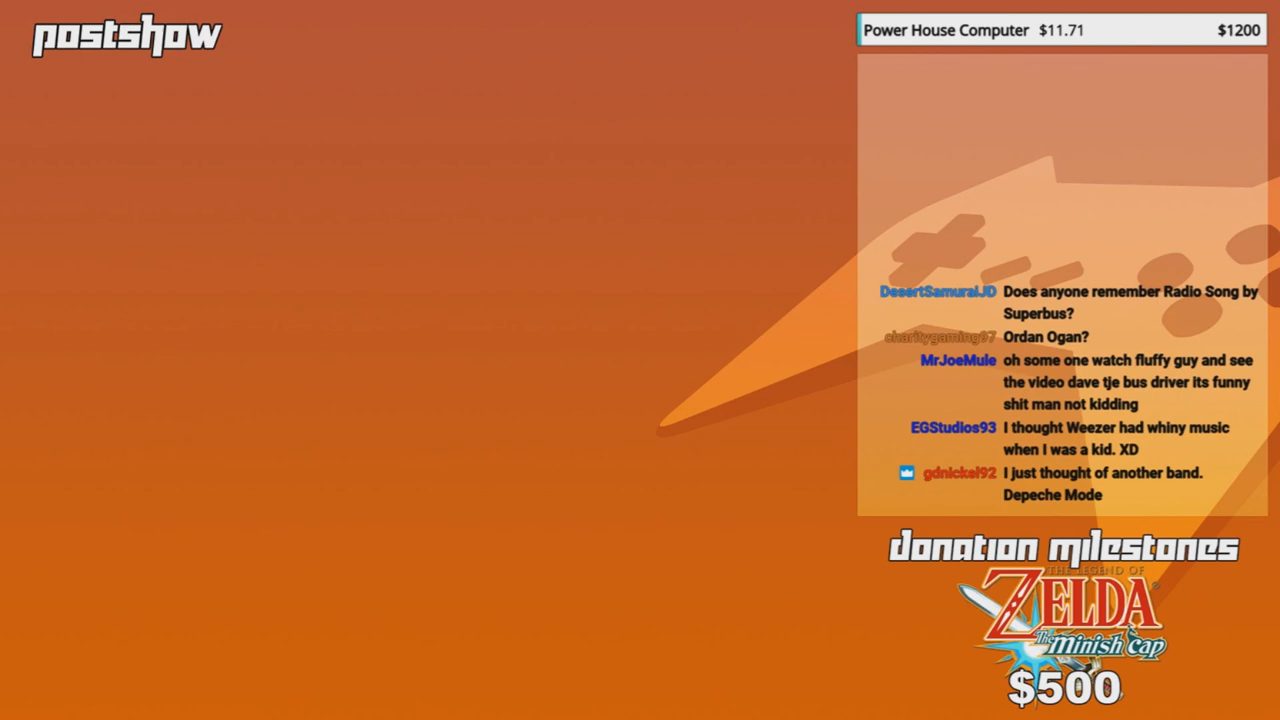 postshow
Power House Computer $11.71 $1200
DesertSamuraiJD Does anyone remember Radio Song by
Superbus?
charitygaming97 Ordan Ogan?
MrJoeMule oh some one watch fluffy guy and see
the video dave tje bus driver its funny
shit man not kidding
EGStudios93 I thought Weezer had whiny music
when I was a kid. XD
gdnickel92 I just thought of another band.
Depeche Mode
donation milestones
THE LEGEND OF
ZELDA
The Minish Cap
$500